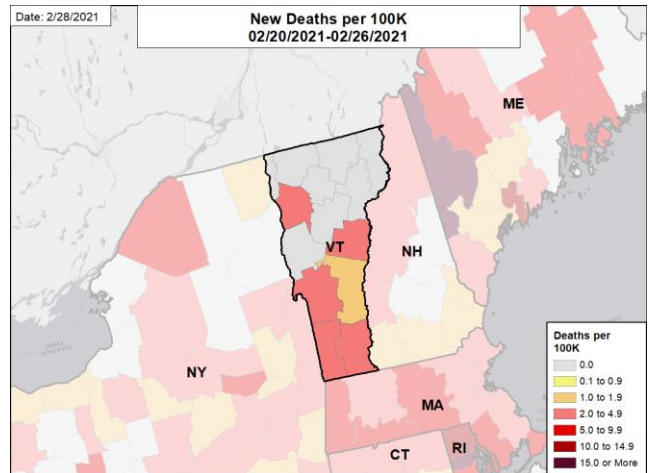 Date: 2/28/2021
New Deaths per 100K
02/20/2021-02/26/2021
ME
VT
NH
NY
MA
CT
RI
Deaths per
100K
0.0
0.1 to 0.9
1.0 to 1.9
2.0 to 4.9
5.0 to 9.9
10.0 to 14.9
15.0 or More